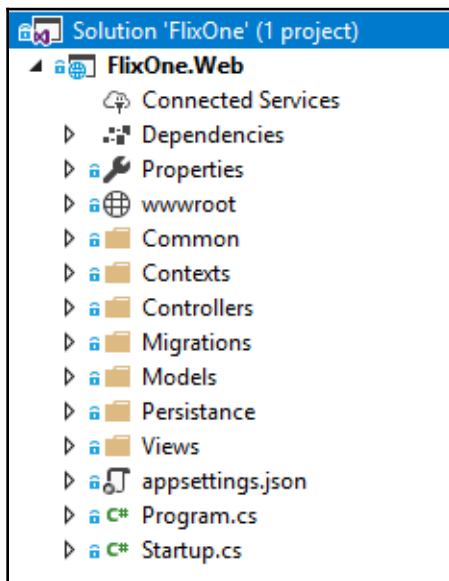 Solution 'FlixOne' (1 project)
FlixOne.Web
Connected Services
Dependencies
Properties
wwwroot
Common
Contexts
Controllers
Migrations
Models
Persistance
Views
appsettings.json
C# Program.cs
C# Startup.cs